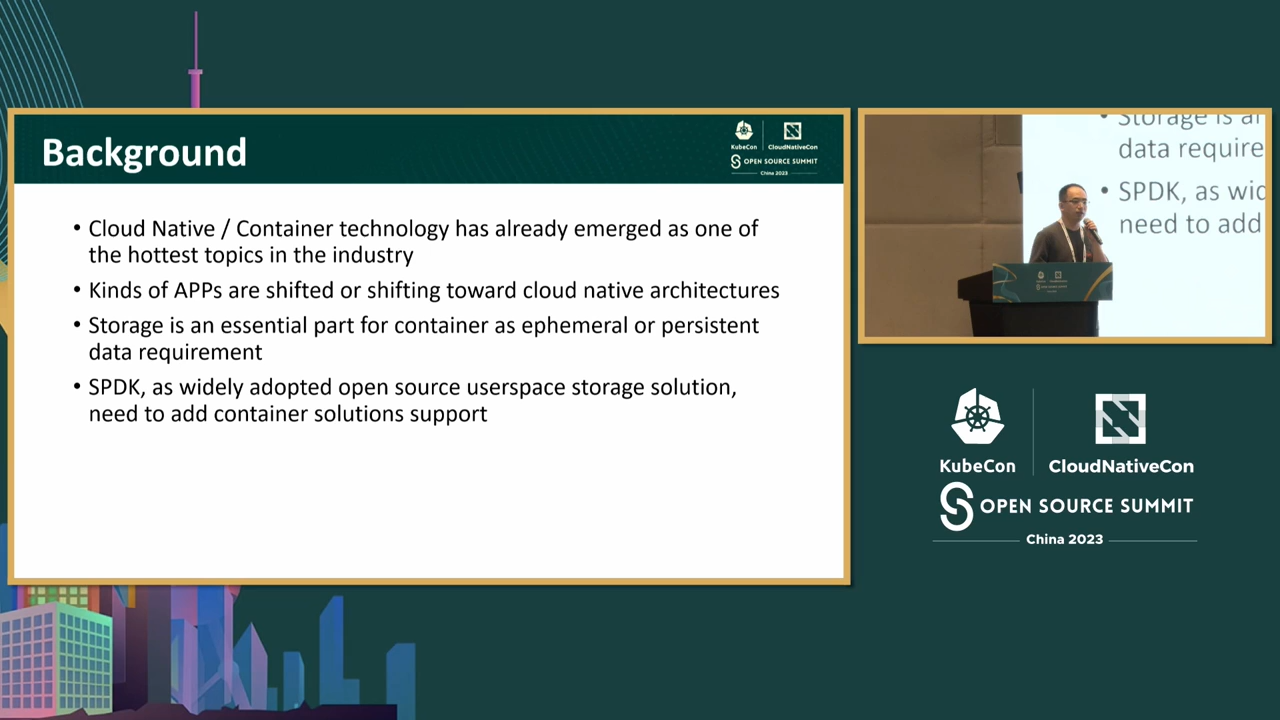 Background
KubeCon
CloudNativeCon
OPEN SOURCE SUMMIT
China 2023
• Cloud Native / Container technology has already emerged as one of
the hottest topics in the industry
• Kinds of APPs are shifted or shifting toward cloud native architectures
• Storage is an essential part for container as ephemeral or persistent
data requirement
• SPDK, as widely adopted open source userspace storage solution,
need to add container solutions support
• Storage is
data require
• SPDK, as wid
need to add
KubeCon
CloudNativeCon
OPEN SOURCE SUMMIT
China 2023